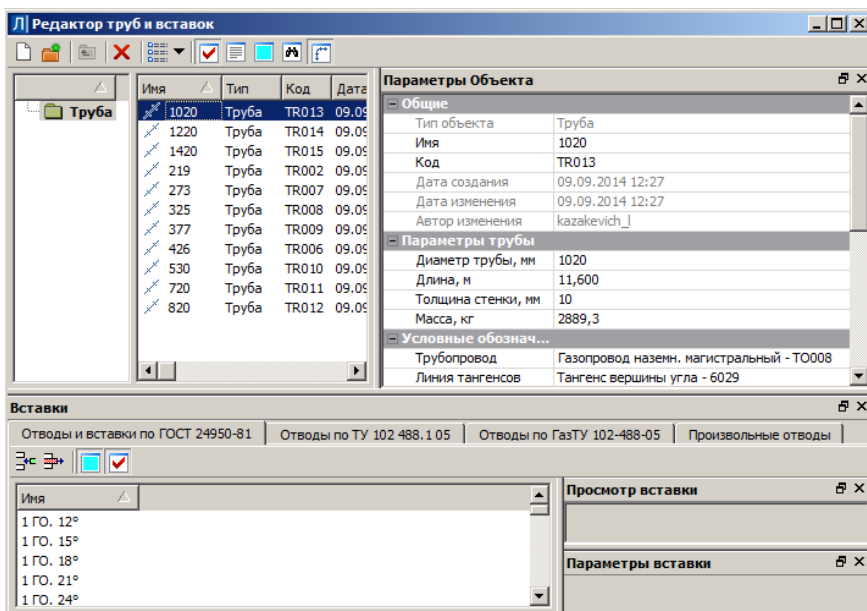 Редактор труб и вставок
Труба
Имя Тип Код Дата
1020 Труба TR013 09.09
1220 Труба TR014 09.09
1420 Труба TR015 09.09
219 Труба TR002 09.09
273 Труба TR007 09.09
325 Труба TR008 09.09
377 Труба TR009 09.09
426 Труба TR006 09.09
530 Труба TR010 09.09
720 Труба TR011 09.09
820 Труба TR012 09.09
Параметры Объекта
Общие
Тип объекта Труба
Имя 1020
Код TR013
Дата создания 09.09.2014 12:27
Дата изменения 09.09.2014 12:27
Автор изменения kazakevich_l
Параметры трубы
Диаметр трубы, мм 1020
Длина, м 11,600
Толщина стенки, мм 10
Масса, кг 2889,3
Условные обознач...
Трубопровод Газопровод наземн. магистральный - ТО008
Линия тангенсов Тангенс вершины угла - 6029
Вставки
Отводы и вставки по ГОСТ 24950-81 Отводы по ТУ 102 488.1 05 Отводы по ГазТУ 102-488-05 Произвольные отводы
Имя
1 ГО. 12°
1 ГО. 15°
1 ГО. 18°
1 ГО. 21°
1 ГО. 24°
Просмотр вставки
Параметры вставки